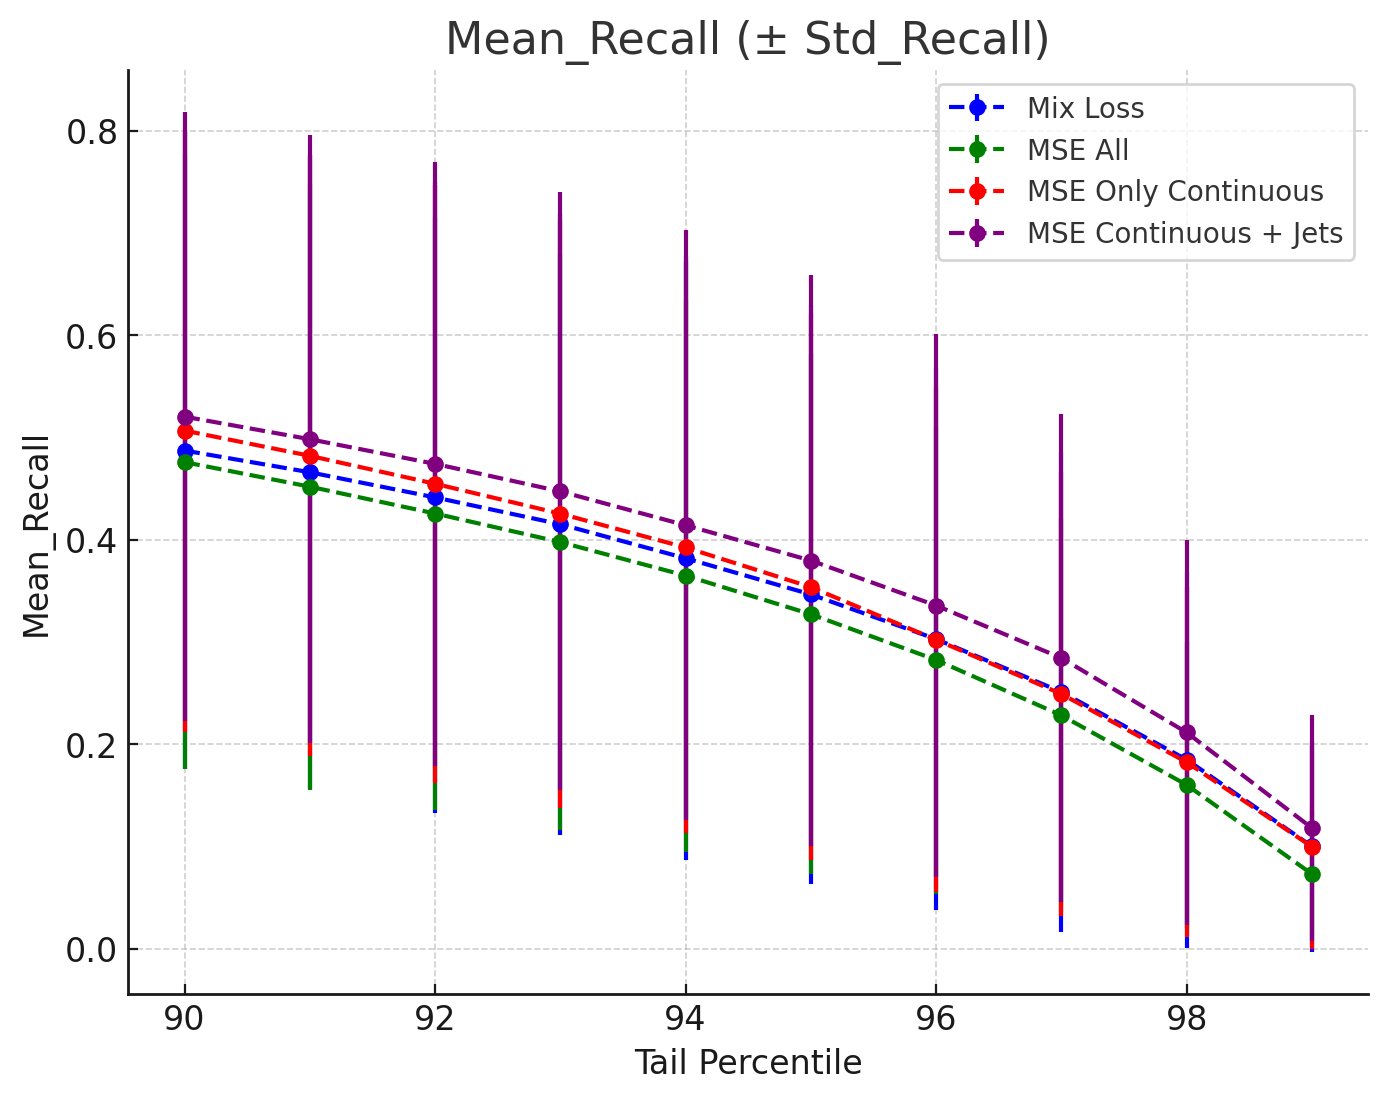 Mean_Recall (± Std_Recall)
Mix Loss
MSE All
MSE Only Continuous
MSE Continuous + Jets
Mean_Recall
0.8
0.6
0.4
0.2
0.0
90 92 94 96 98
Tail Percentile